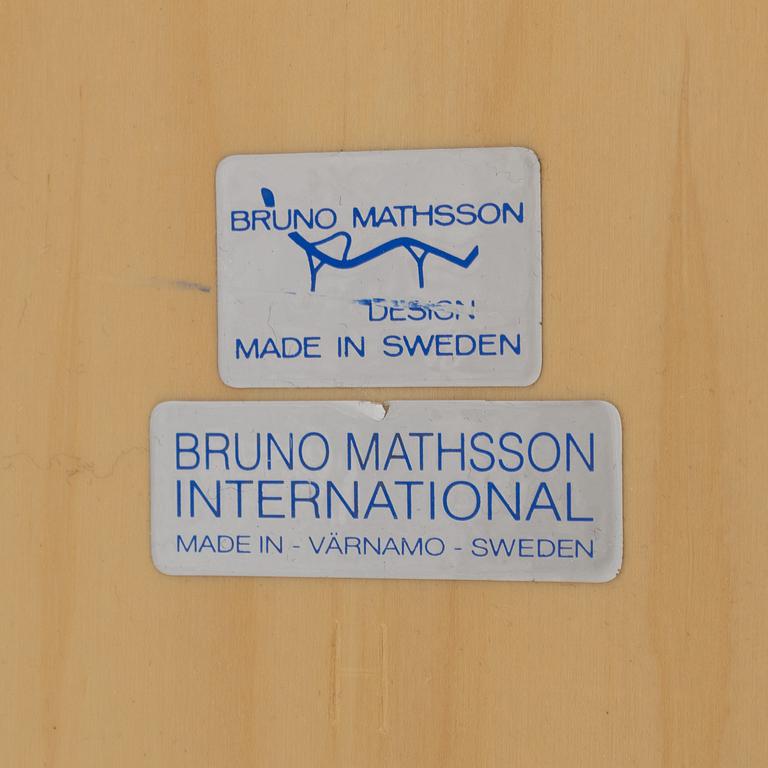 BRUNO MATHSSON
DESIGN
MADE IN SWEDEN
BRUNO MATHSSON
INTERNATIONAL
MADE IN - VÄRNAMO - SWEDEN